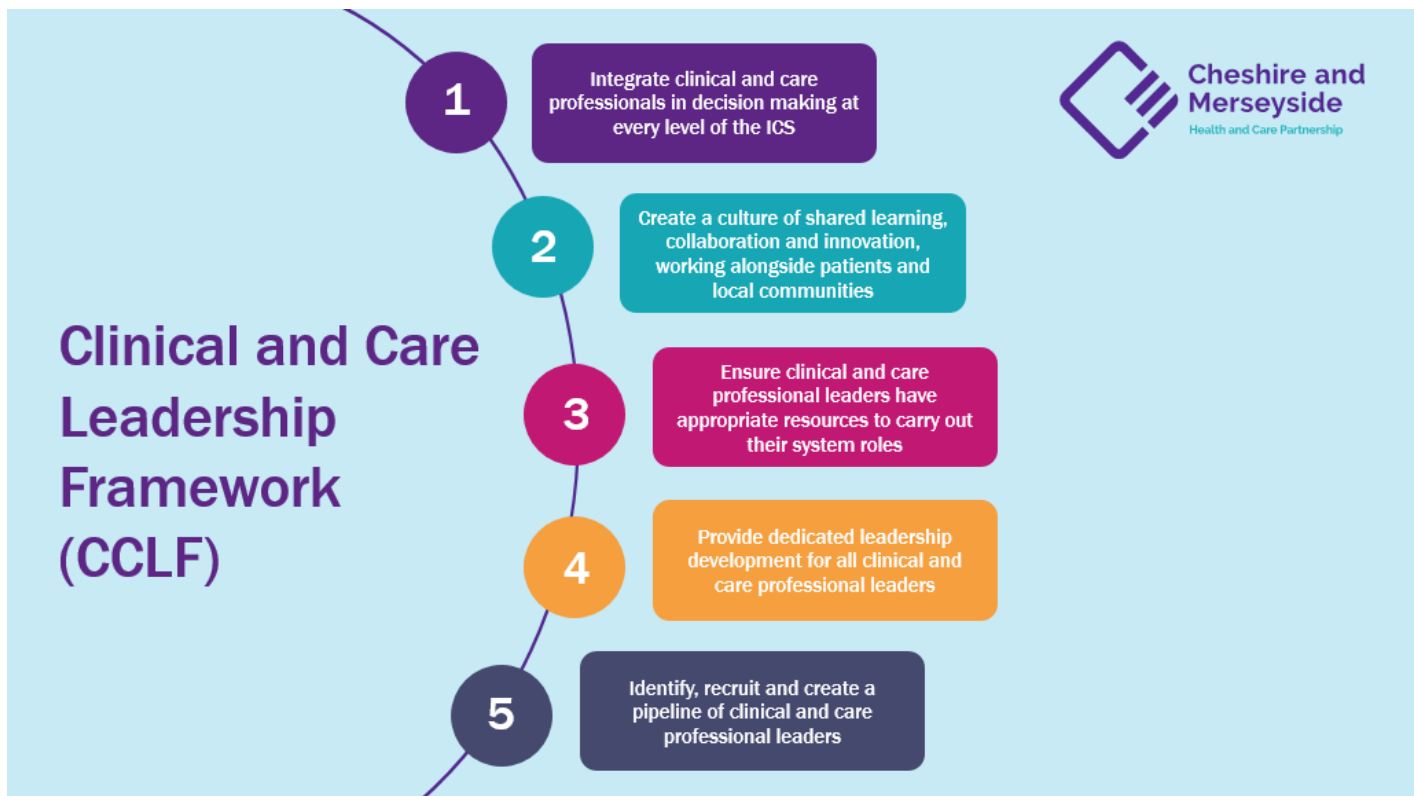 Cheshire and
Merseyside
Health and Care Partnership
Clinical and Care
Leadership
Framework
(CCLF)
1
Integrate clinical and care
professionals in decision making at
every level of the ICS
2
Create a culture of shared learning,
collaboration and innovation,
working alongside patients and
local communities
3
Ensure clinical and care
professional leaders have
appropriate resources to carry out
their system roles
4
Provide dedicated leadership
development for all clinical and
care professional leaders
5
Identify, recruit and create a
pipeline of clinical and care
professional leaders